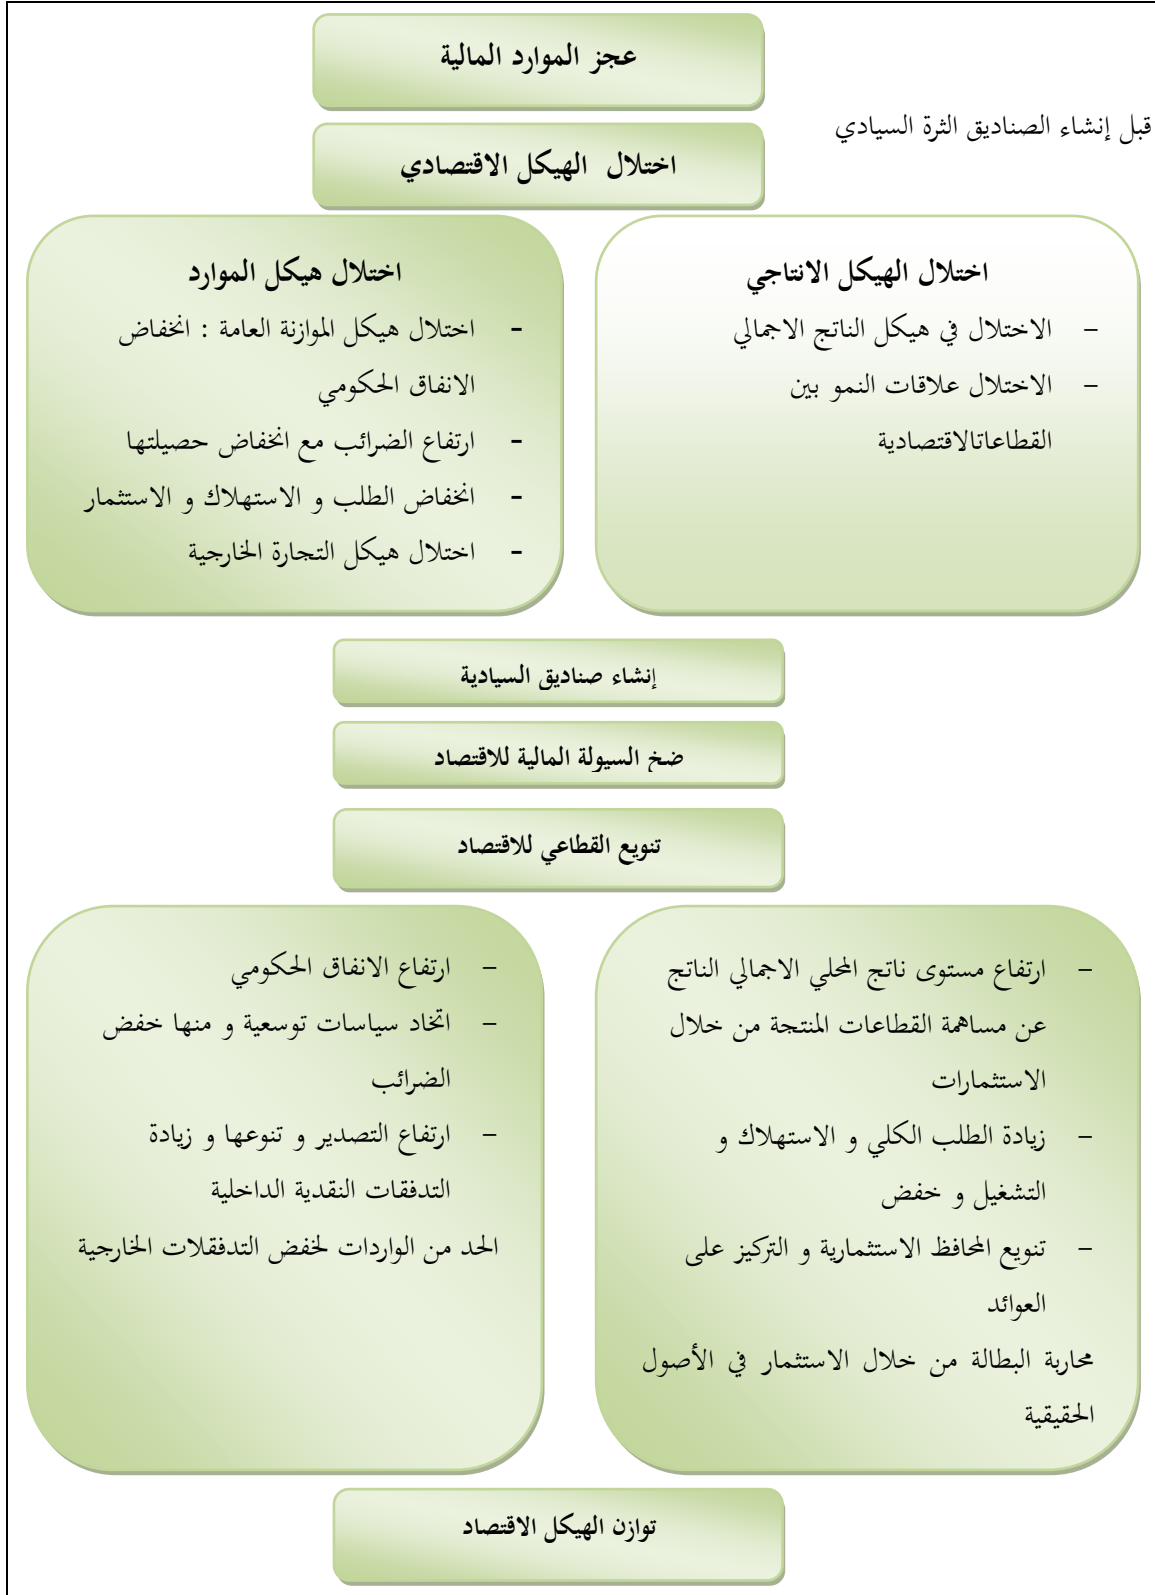 عجز الموارد المالية
قبل إنشاء الصناديق الثرة السيادي
اختلال الهيكل الاقتصادي
اختلال الهيكل الانتاجي
– الاختلال في هيكل الناتج الاجمالي
– الاختلال علاقات النمو بين
القطاعاتالاقتصادية
اختلال هيكل الموارد
- اختلال هيكل الموازنة العامة : انخفاض
الانفاق الحكومي
- ارتفاع الضرائب مع انخفاض حصيلتها
- انخفاض الطلب و الاستهلاك و الاستثمار
- اختلال هيكل التجارة الخارجية
إنشاء صناديق السيادية
ضخ السيولة المالية للاقتصاد
تنويع القطاعي للاقتصاد
– ارتفاع مستوى ناتج المحلي الاجمالي الناتج
عن مساهمة القطاعات المنتجة من خلال
الاستثمارات
– زيادة الطلب الكلي و الاستهلاك و
التشغيل و خفض
– تنويع المحافظ الاستثمارية و التركيز على
العوائد
محاربة البطالة من خلال الاستثمار في الأصول
الحقيقية
– ارتفاع الانفاق الحكومي
– اتخاد سياسات توسعية و منها خفض
الضرائب
– ارتفاع التصدير و تنوعها و زيادة
التدفقات النقدية الداخلية
الحد من الواردات لخفض التدفقلات الخارجية
توازن الهيكل الاقتصاد